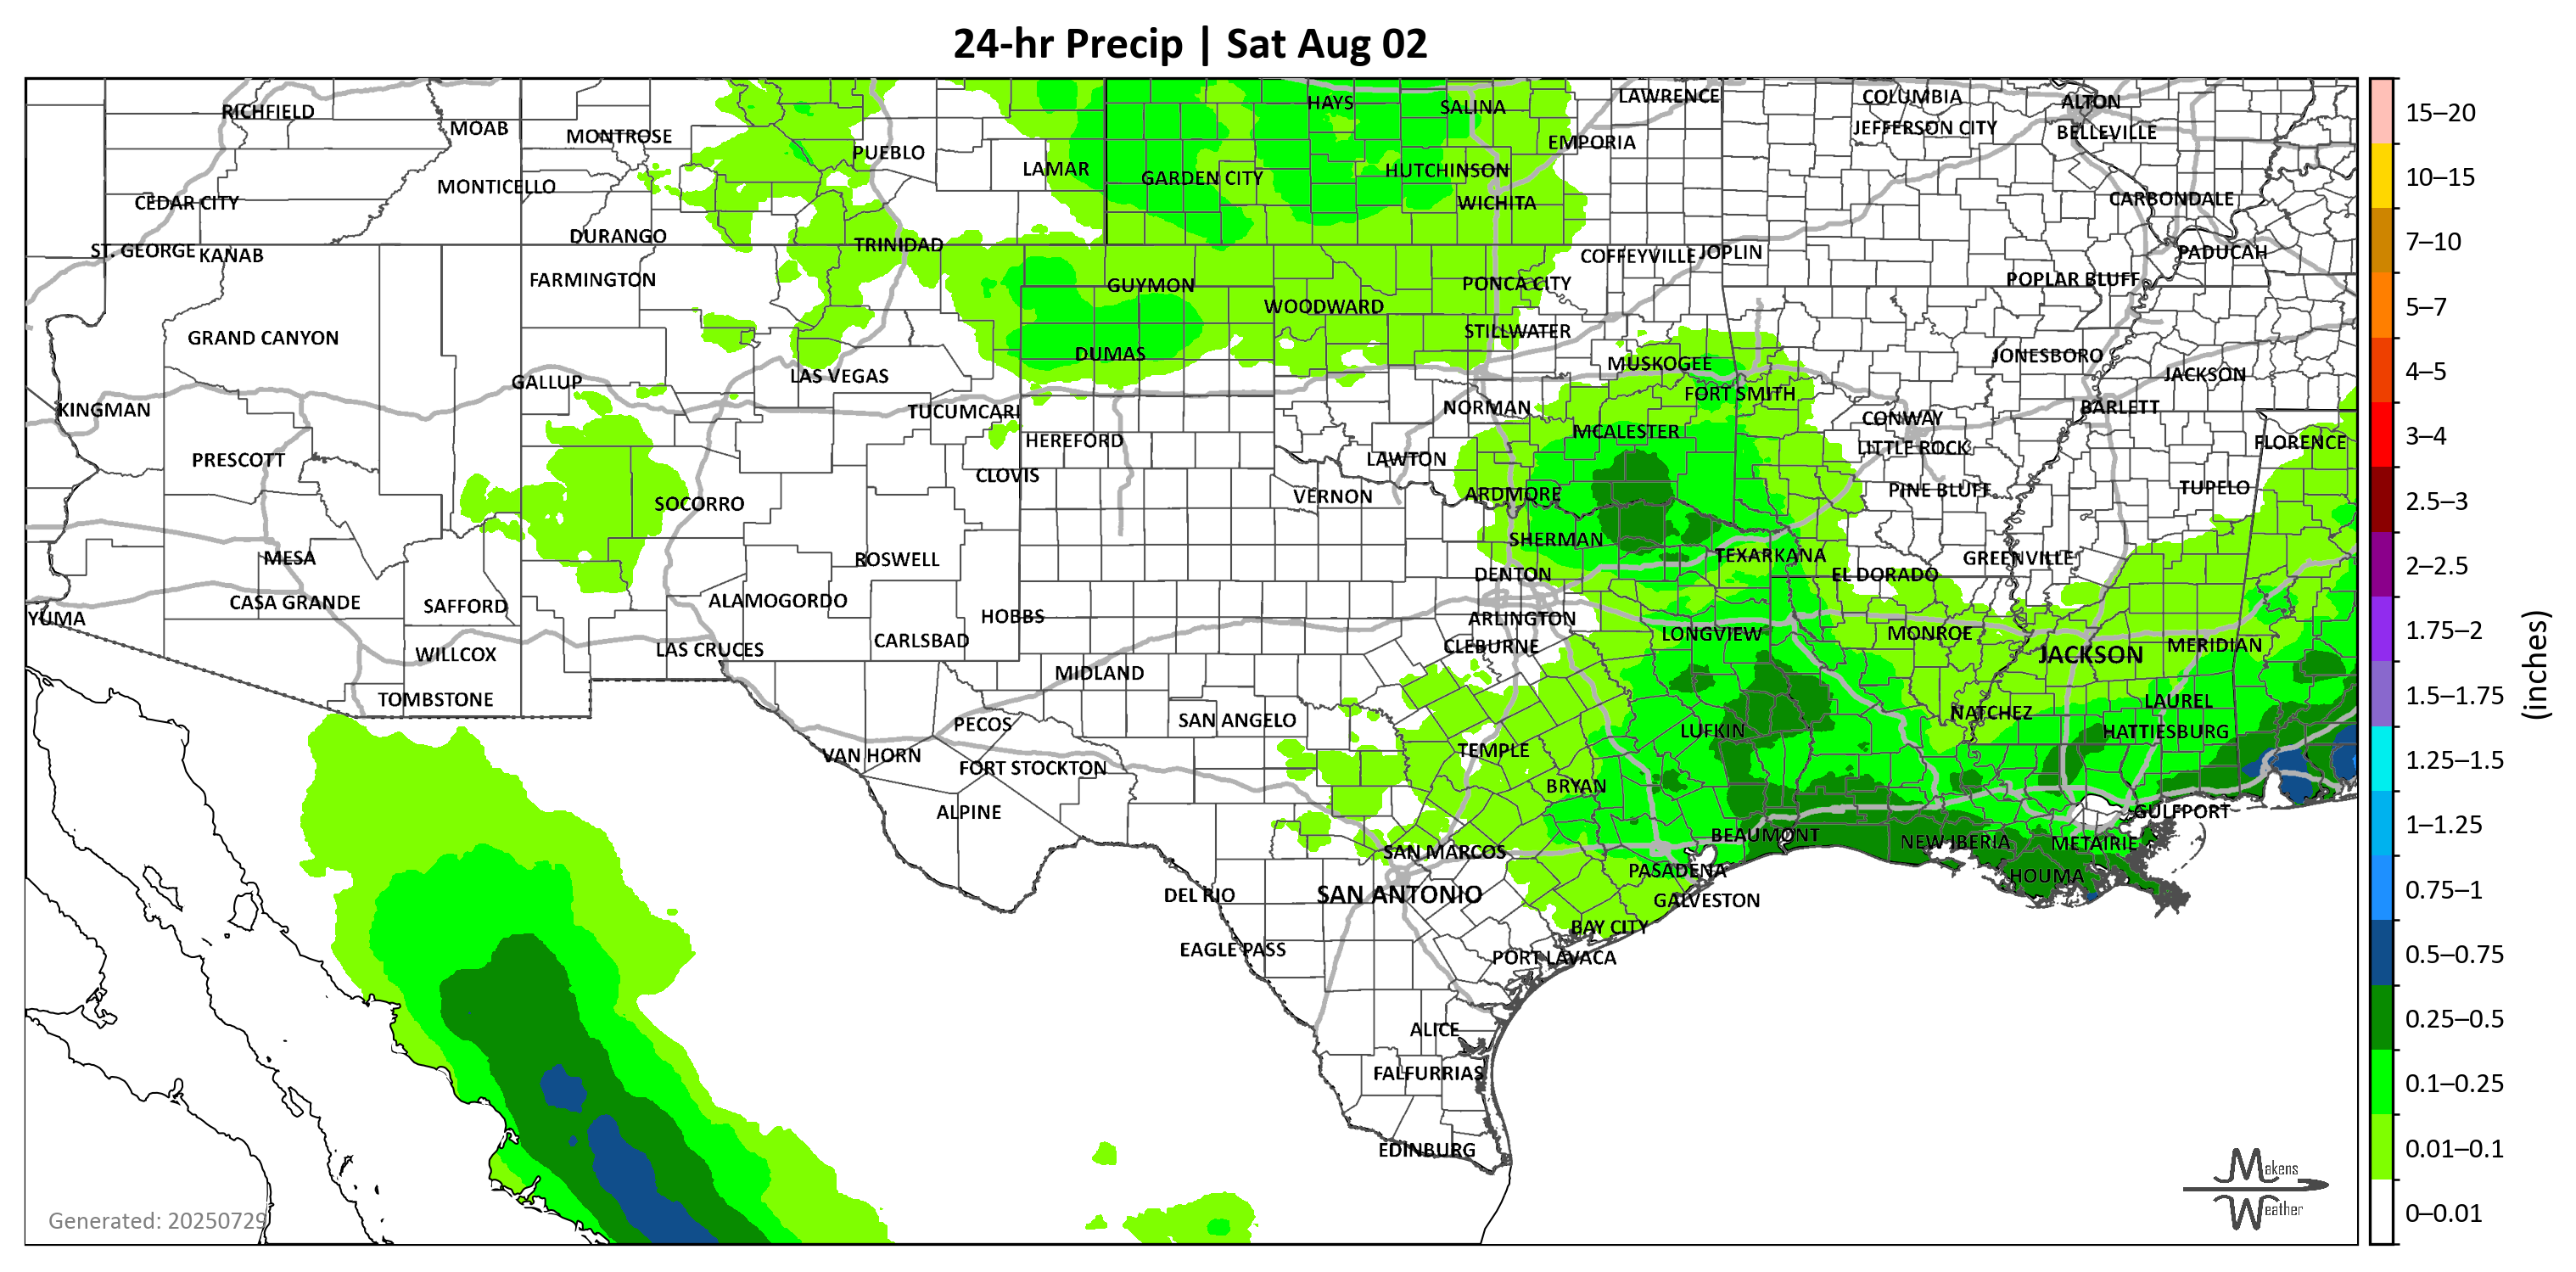 24-hr Precip | Sat Aug 02
RICHFIELD
MOAB
MONTROSE
PUEBLO
LAMAR
HAYS
SALINA
LAWRENCE
EMPORIA
COLUMBIA
JEFFERSON CITY
ALTON
BELLEVILLE
CEDAR CITY
MONTICELLO
GARDEN CITY
HUTCHINSON
WICHITA
CARBONDALE
ST. GEORGE
KANAB
DURANGO
TRINIDAD
FARMINGTON
GUYMON
WOODWARD
PONCA CITY
COFFEYVILLE
JOPLIN
POPLAR BLUFF
PADUCAH
GRAND CANYON
DUMAS
STILLWATER
MUSKOGEE
JONESBORO
JACKSON
KINGMAN
GALLUP
LAS VEGAS
TUCUMCARI
NORMAN
FORT SMITH
CONWAY
BARLETT
HEREFORD
MCALESTER
LITTLE ROCK
FLORENCE
PRESCOTT
CLOVIS
LAWTON
SOCORRO
VERNON
ARDMORE
PINE BLUFF
TUPELO
MESA
ROSWELL
SHERMAN
TEXARKANA
GREENVILLE
DENTON
EL DORADO
YUMA
CASA GRANDE
SAFFORD
ALAMOGORDO
HOBBS
ARLINGTON
CLEBURNE
LONGVIEW
MONROE
JACKSON
MERIDIAN
WILLCOX
LAS CRUCES
CARLSBAD
MIDLAND
TOMBSTONE
PECOS
SAN ANGELO
LUFKIN
NATCHEZ
LAUREL
HATTIESBURG
VAN HORN
FORT STOCKTON
TEMPLE
BRYAN
ALPINE
GULFPORT
SAN MARCOS
BEAUMONT
NEW IBERIA
METAIRIE
PASADENA
HOUMA
DEL RIO
SAN ANTONIO
GALVESTON
EAGLE PASS
BAY CITY
PORT LAVACA
ALICE
FALFURRIAS
EDINBURG
Generated: 20250729
Makens
Weather
15–20
10–15
7–10
5–7
4–5
3–4
2.5–3
2–2.5
1.75–2
1.5–1.75
1.25–1.5
1–1.25
0.75–1
0.5–0.75
0.25–0.5
0.1–0.25
0.01–0.1
0–0.01
(inches)